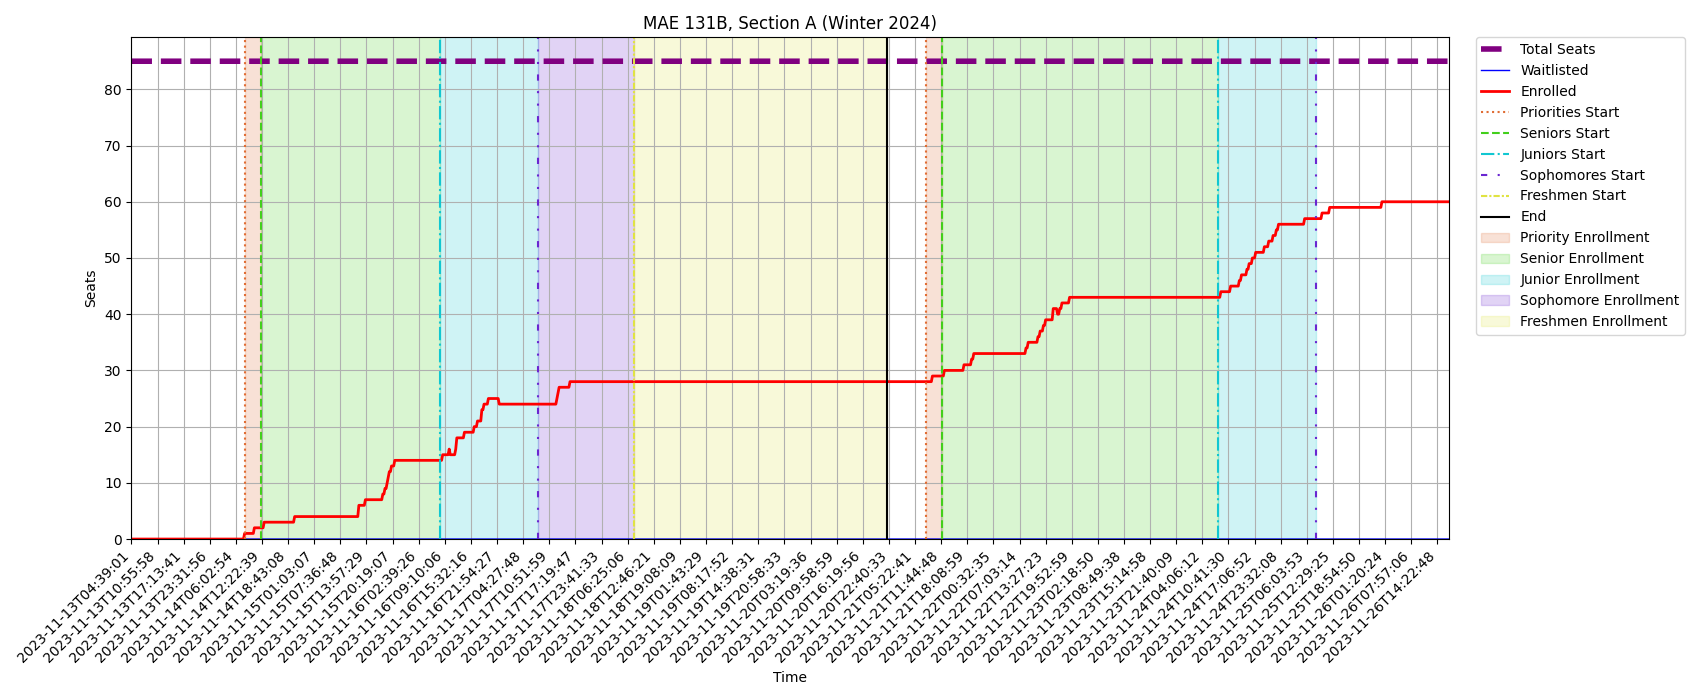 MAE 131B, Section A (Winter 2024)
Total Seats
Waitlisted
Enrolled
Priorities Start
Seniors Start
Juniors Start
Sophomores Start
Freshmen Start
End
Priority Enrollment
Senior Enrollment
Junior Enrollment
Sophomore Enrollment
Freshmen Enrollment
Seats
80
70
60
50
40
30
20
10
0
2023-11-13T04:39:01
2023-11-13T10:55:58
2023-11-13T17:13:41
2023-11-13T23:31:56
2023-11-14T06:02:54
2023-11-14T12:22:39
2023-11-14T18:43:08
2023-11-15T01:03:07
2023-11-15T07:36:48
2023-11-15T13:57:29
2023-11-15T20:19:07
2023-11-16T02:39:26
2023-11-16T09:10:06
2023-11-16T15:32:16
2023-11-16T21:54:27
2023-11-17T04:27:48
2023-11-17T10:51:59
2023-11-17T17:19:47
2023-11-17T23:41:33
2023-11-18T06:25:06
2023-11-18T12:46:21
2023-11-18T19:08:09
2023-11-19T01:43:29
2023-11-19T08:17:52
2023-11-19T14:38:31
2023-11-19T20:58:33
2023-11-20T03:19:36
2023-11-20T09:58:59
2023-11-20T16:19:56
2023-11-20T22:40:33
2023-11-21T05:22:41
2023-11-21T11:44:48
2023-11-21T18:08:59
2023-11-22T00:32:35
2023-11-22T07:03:14
2023-11-22T13:27:23
2023-11-22T19:52:59
2023-11-23T02:18:50
2023-11-23T08:49:38
2023-11-23T15:14:58
2023-11-23T21:40:09
2023-11-24T04:06:12
2023-11-24T10:41:30
2023-11-24T17:06:52
2023-11-24T23:32:08
2023-11-25T06:03:53
2023-11-25T12:29:25
2023-11-25T18:54:50
2023-11-26T01:20:24
2023-11-26T07:57:06
2023-11-26T14:22:48
Time